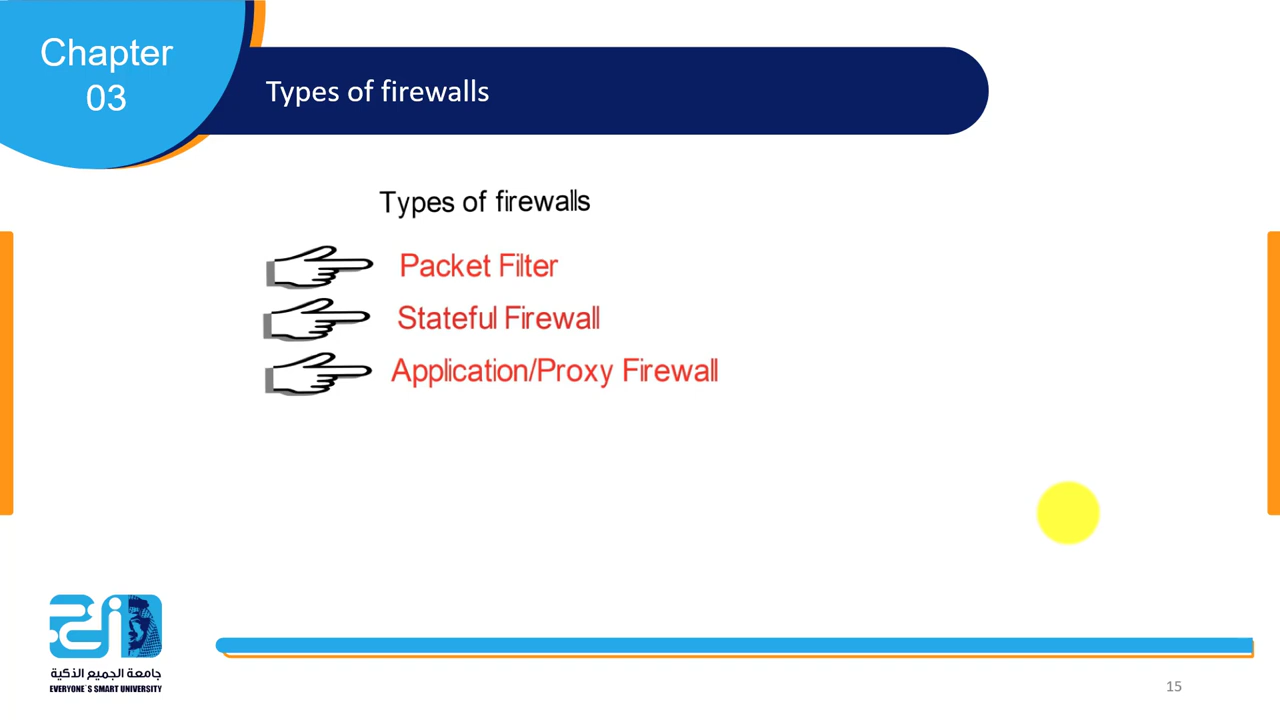 Chapter
03
Types of firewalls
Types of firewalls
Packet Filter
Stateful Firewall
Application/Proxy Firewall
جامعة الجميع الذكية
EVERYONE`S SMART UNIVERSITY
15